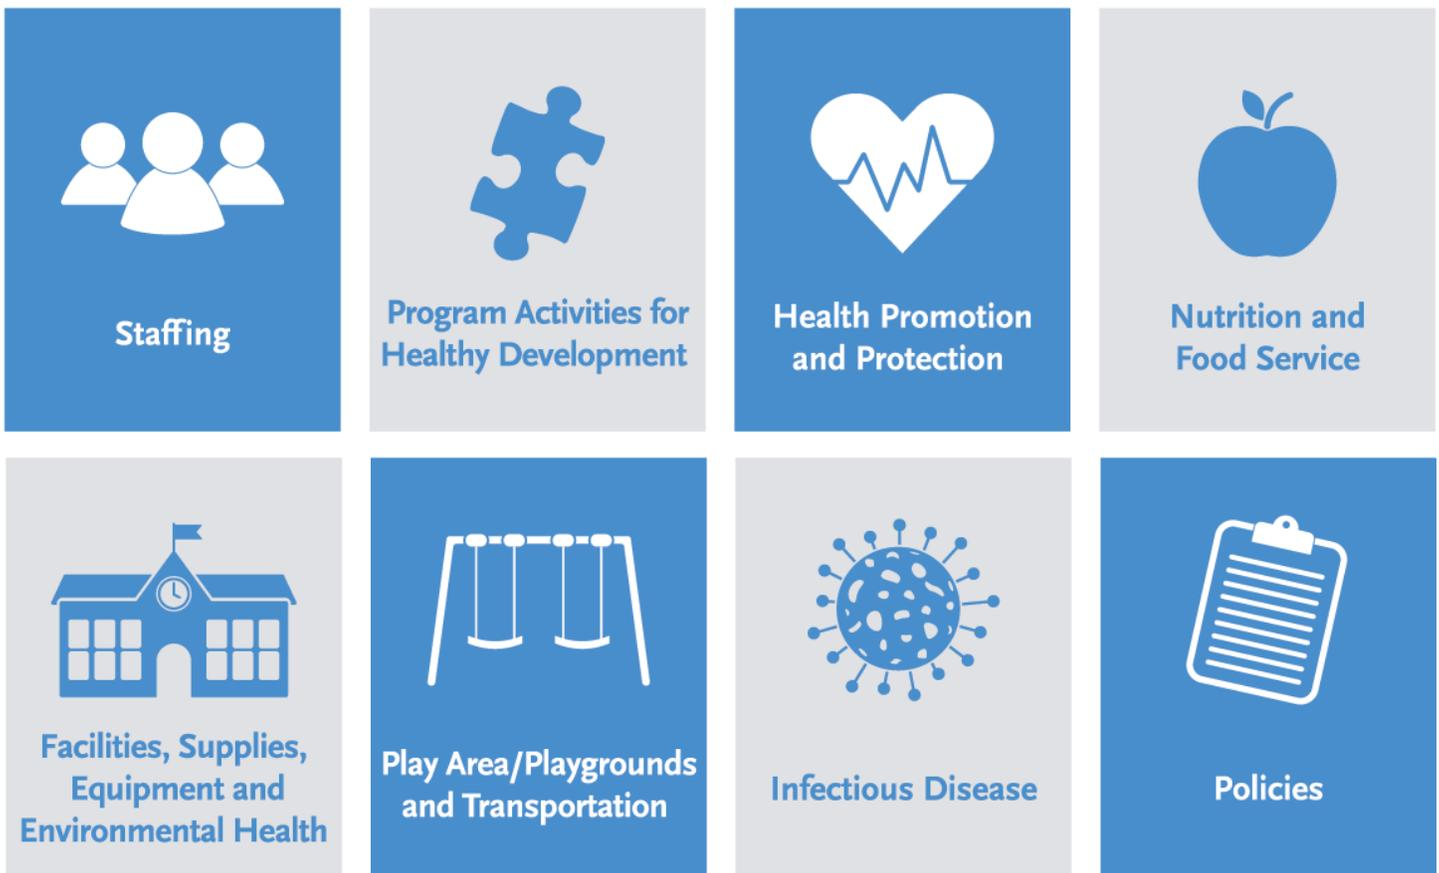 Staffing
Program Activities for
Healthy Development
Health Promotion
and Protection
Nutrition and
Food Service
Facilities, Supplies,
Equipment and
Environmental Health
Play Area/Playgrounds
and Transportation
Infectious Disease
Policies